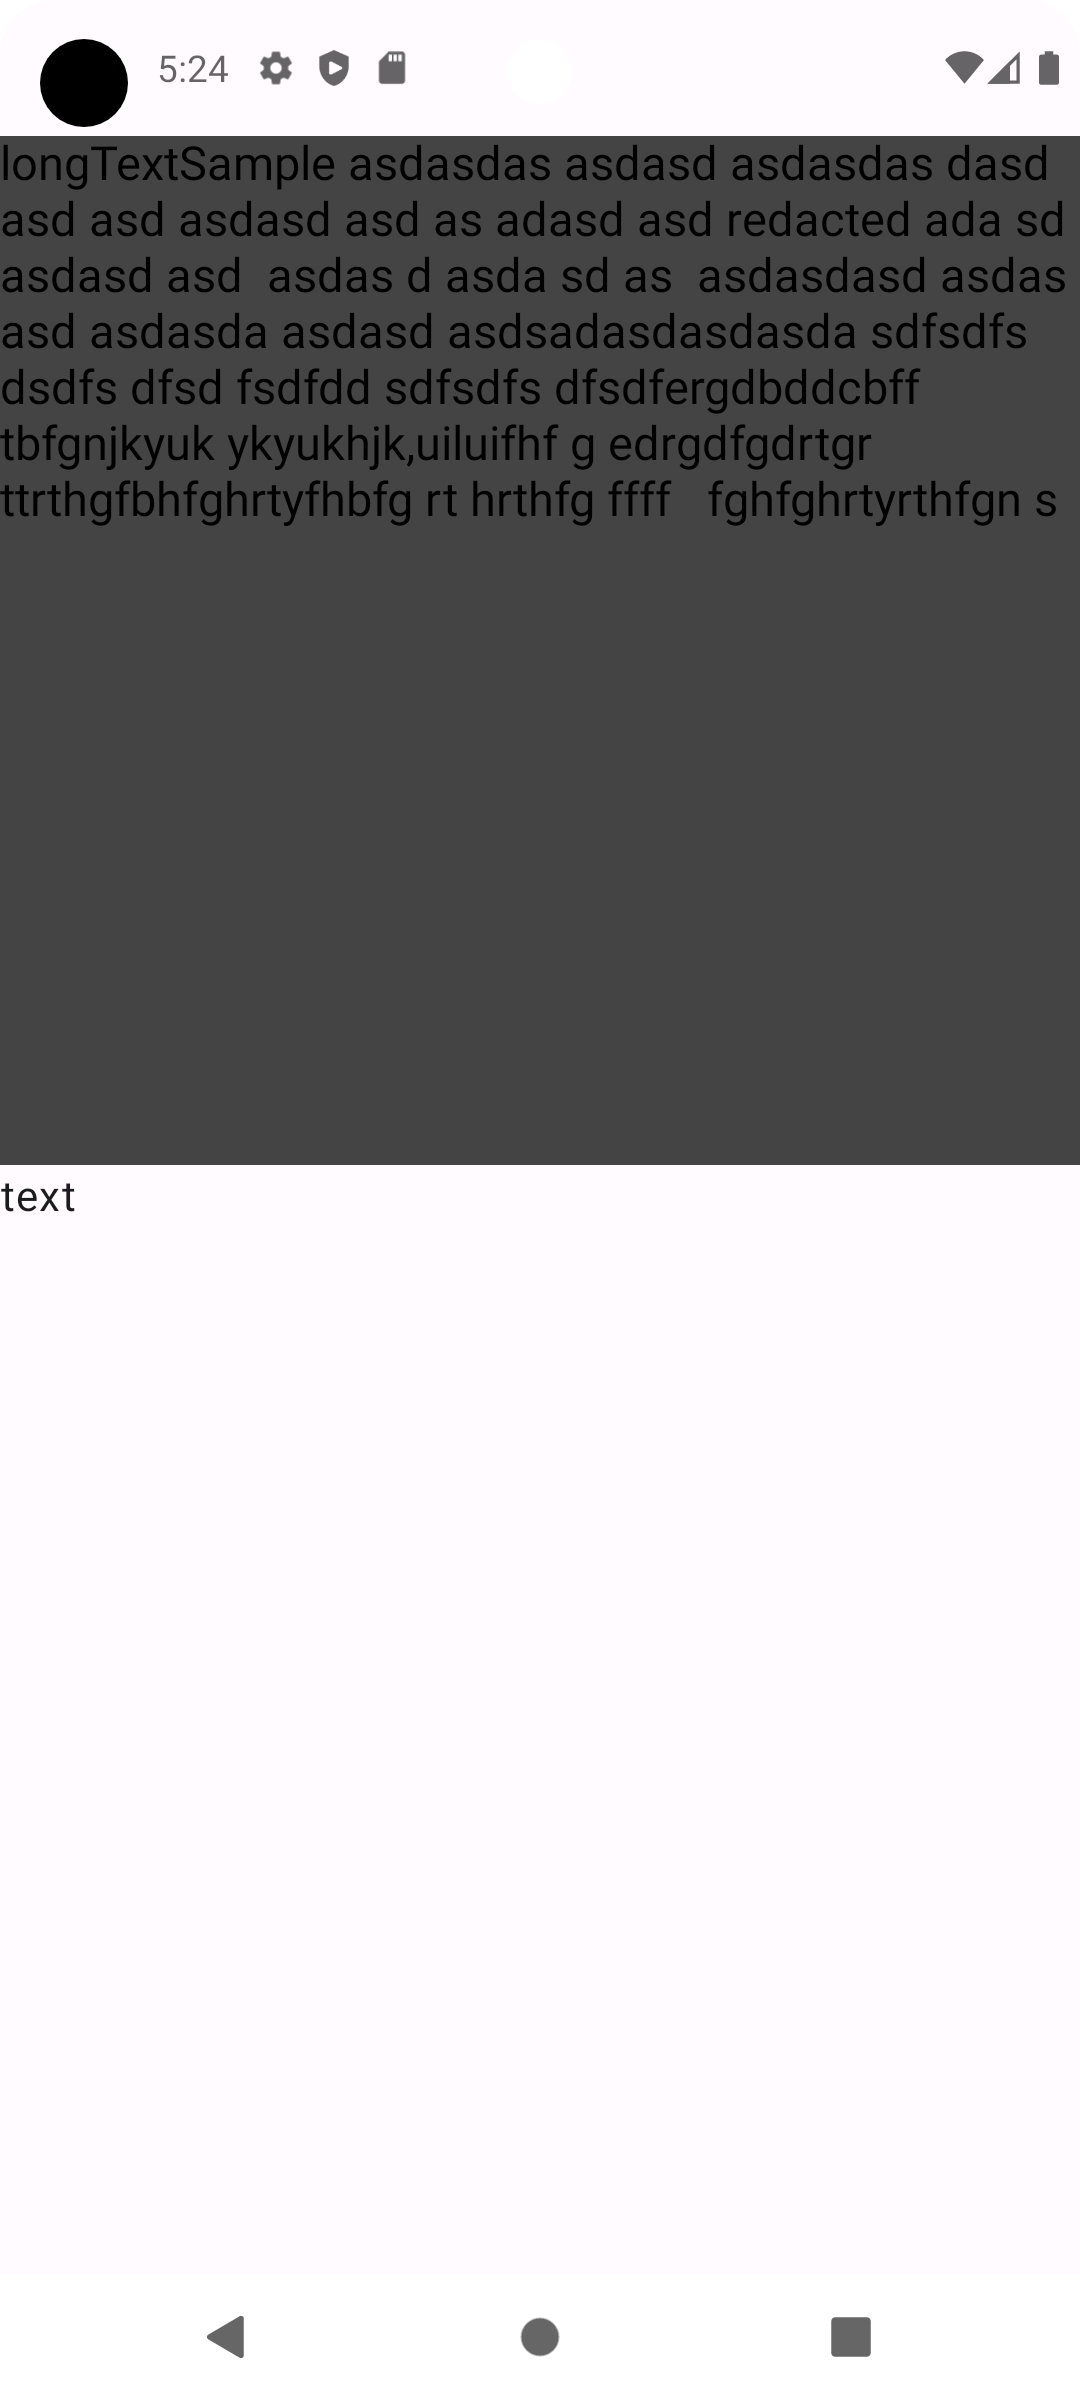 5:24
longTextSample asdasdas asdasd asdasdas dasd
asd asd asdasd asd as adasd asd redacted ada sd
asdasd asd  asdas d asda sd as  asdasdasd asdas
asd asdasda asdasd asdsadasdasdasda sdfsdfs
dsdfs dfsd fsdfdd sdfsdfs dfsdfergdbddcbff
tbfgnjkyuk ykyukhjk,uiluifhf g edrgdfgdrtgr
ttrthgfbhfghrtyfhbfg rt hrthfg ffff   fghfghrtyrthfgn s
text